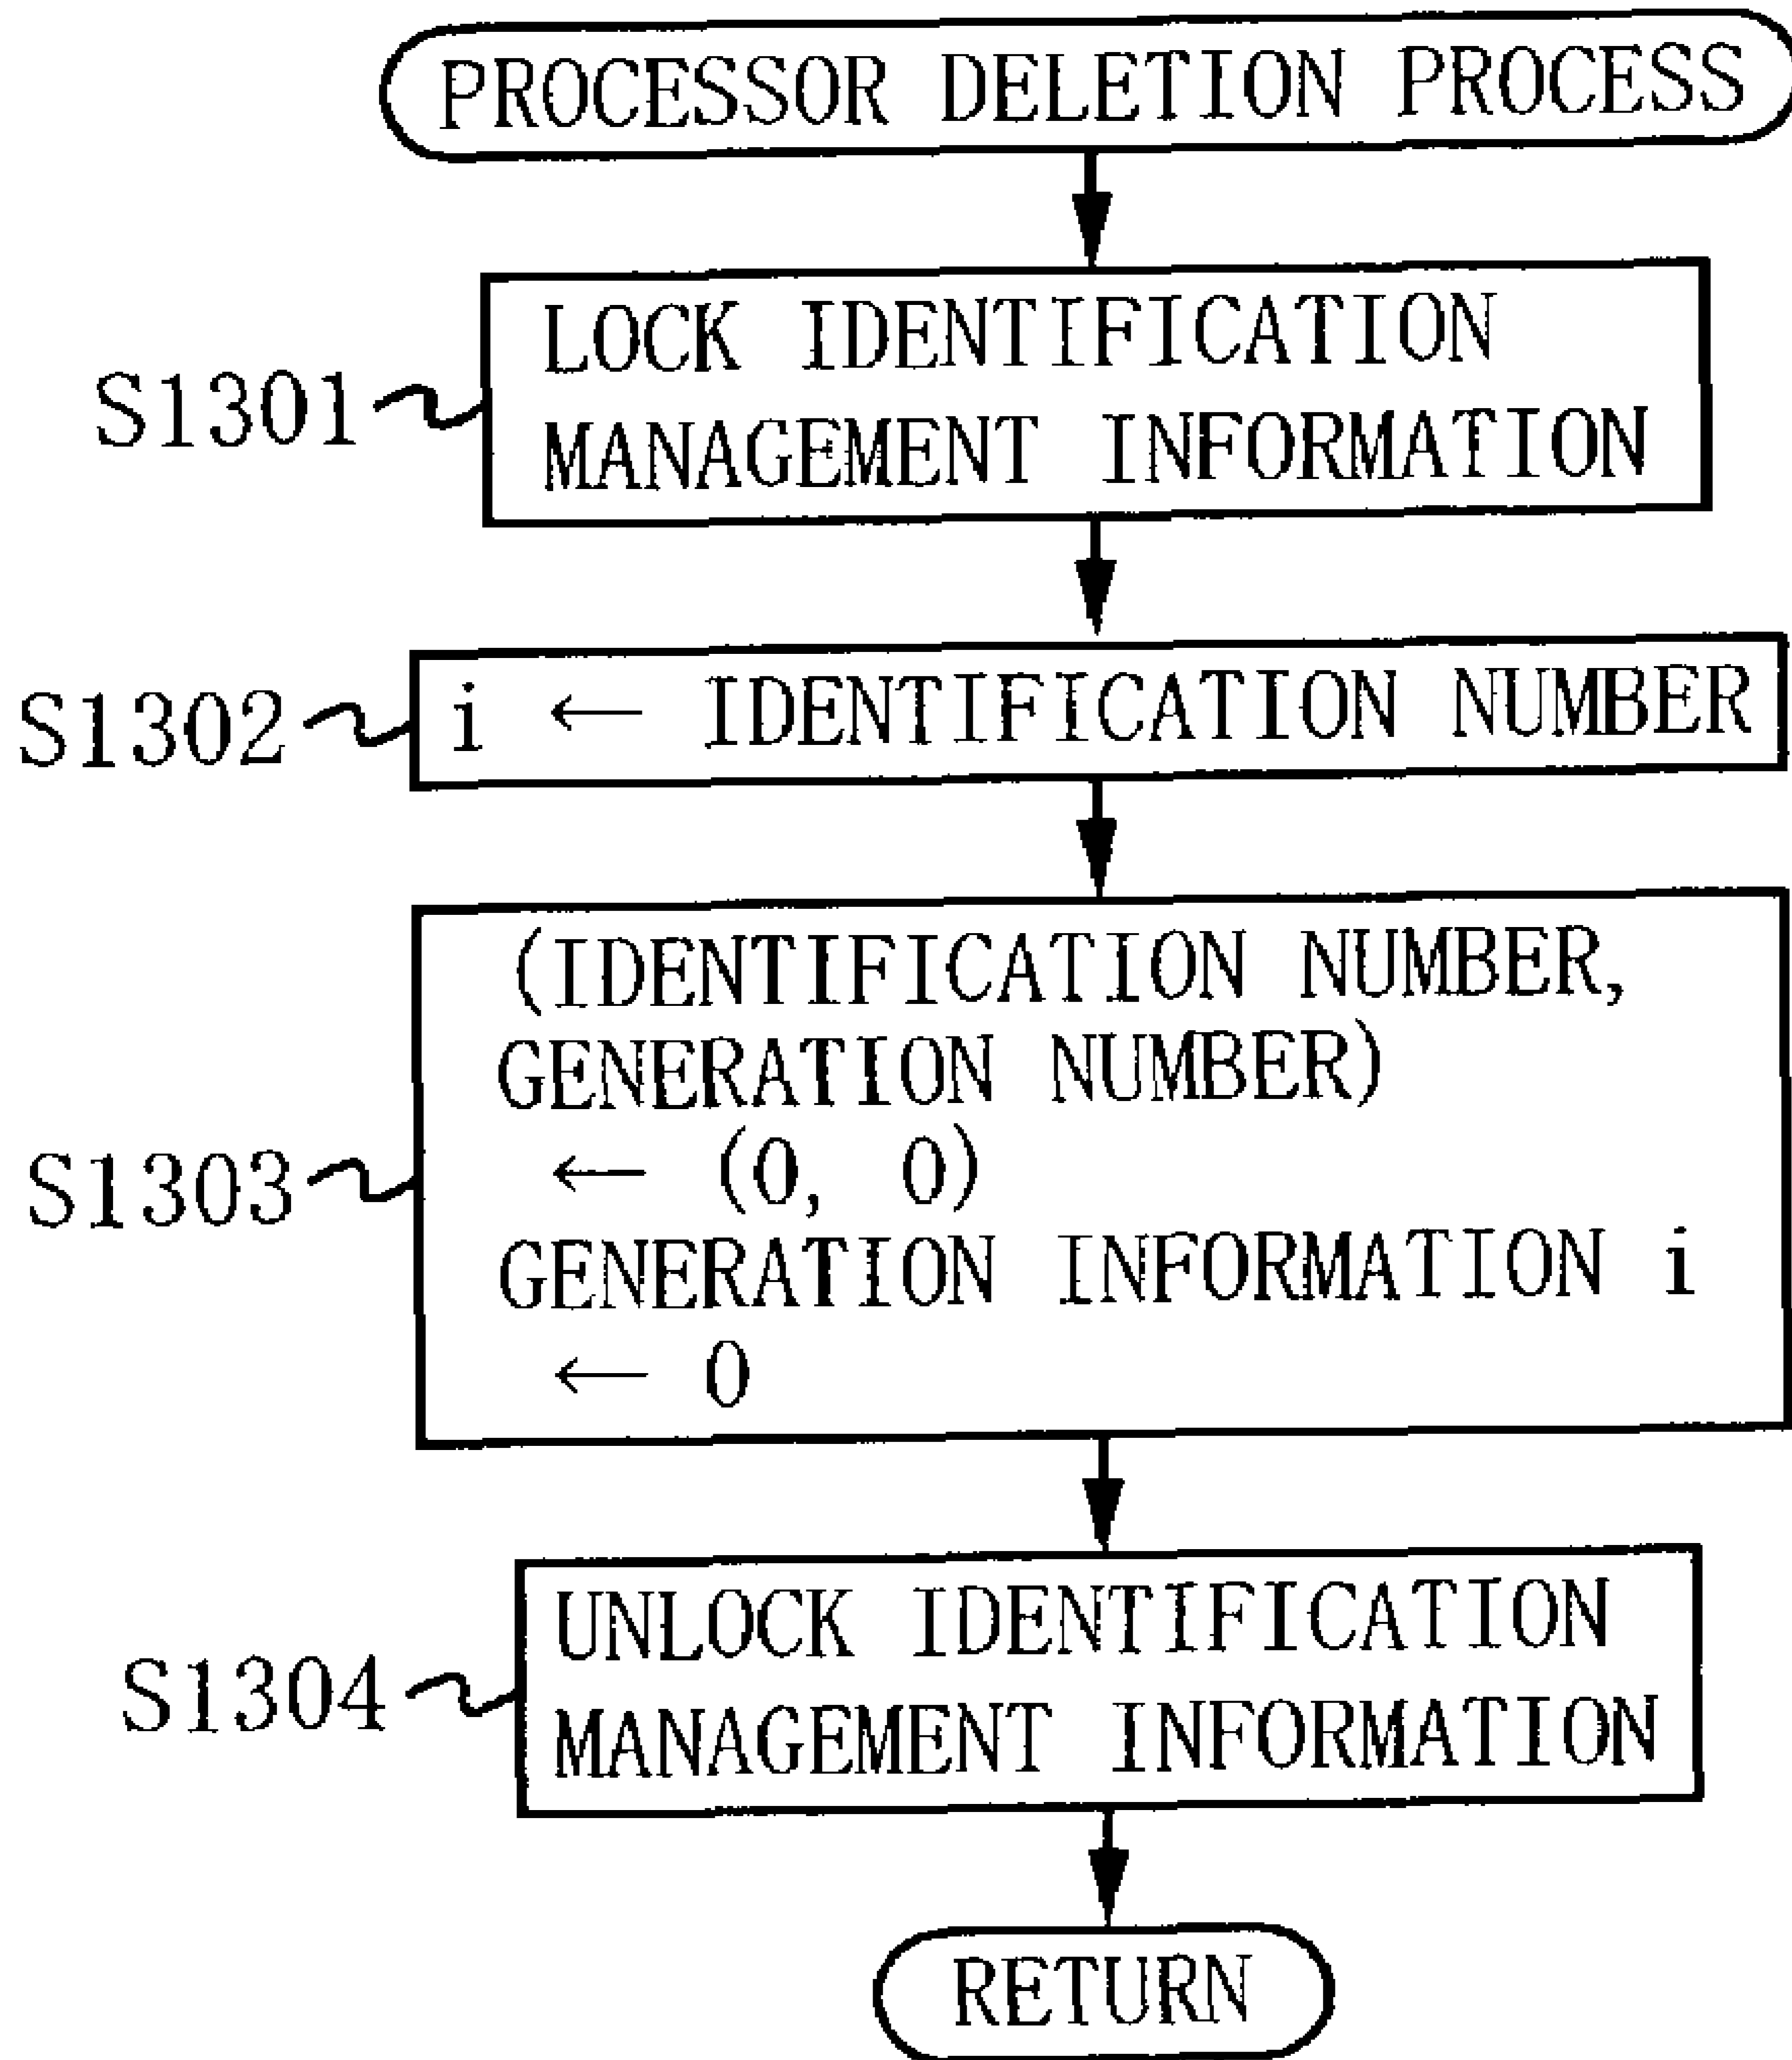 PROCESSOR DELETION PROCESS
LOCK IDENTIFICATION
MANAGEMENT INFORMATION
S1301
S1302
i ← IDENTIFICATION NUMBER
(IDENTIFICATION NUMBER,
GENERATION NUMBER)
← (0, 0)
S1303
GENERATION INFORMATION i
← 0
UNLOCK IDENTIFICATION
S1304
MANAGEMENT INFORMATION
RETURN